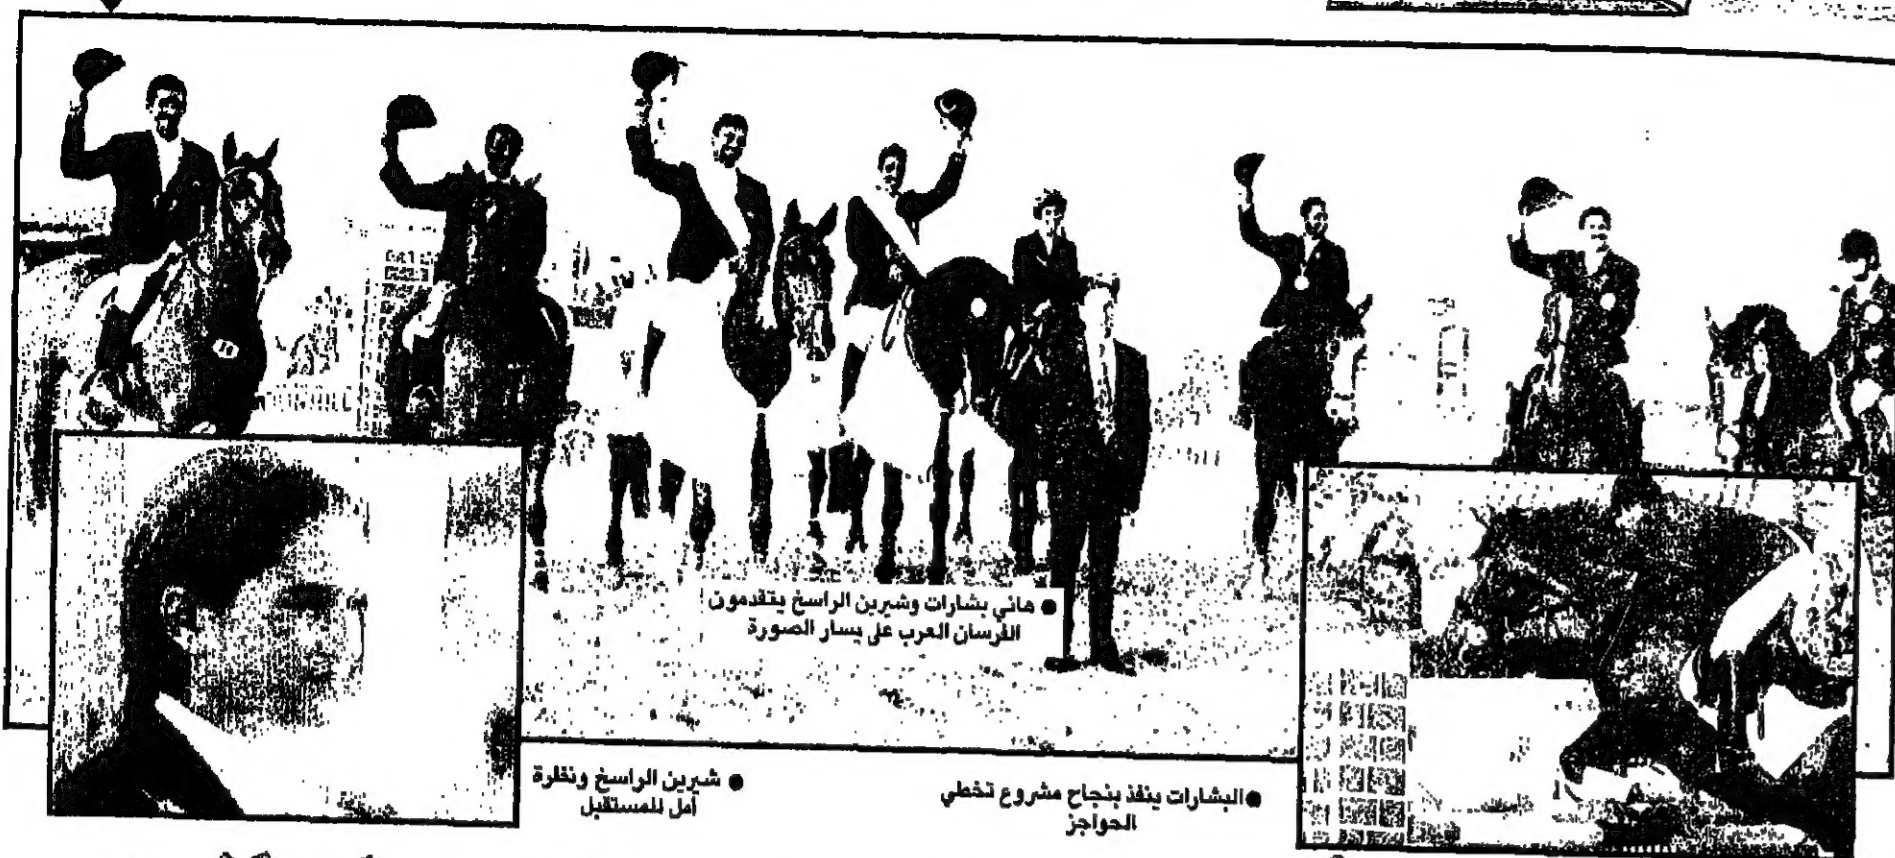 ● هاني بشارات وشيرين الراسخ يتقدمون
الفرسان العرب على يسار الصورة
● شيرين الراسخ ونظرة
أمل للمستقبل
● البشارات ينفذ بنجاح مشروع تخطي
الحواجز